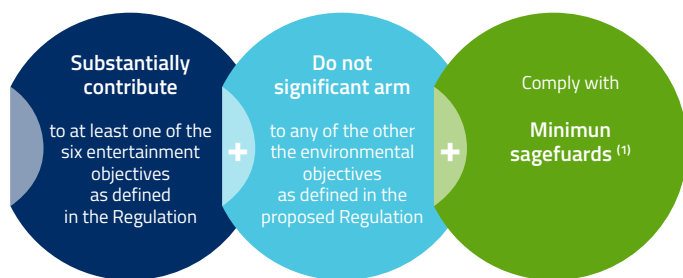 Substantially
contribute
to at least one of the
six entertainment
objectives
as defined
in the Regulation
+
Do not
significant arm
to any of the other
the environmental
objectives
as defined in the
proposed Regulation
+
Comply with
Minimun
sagefuards (1)